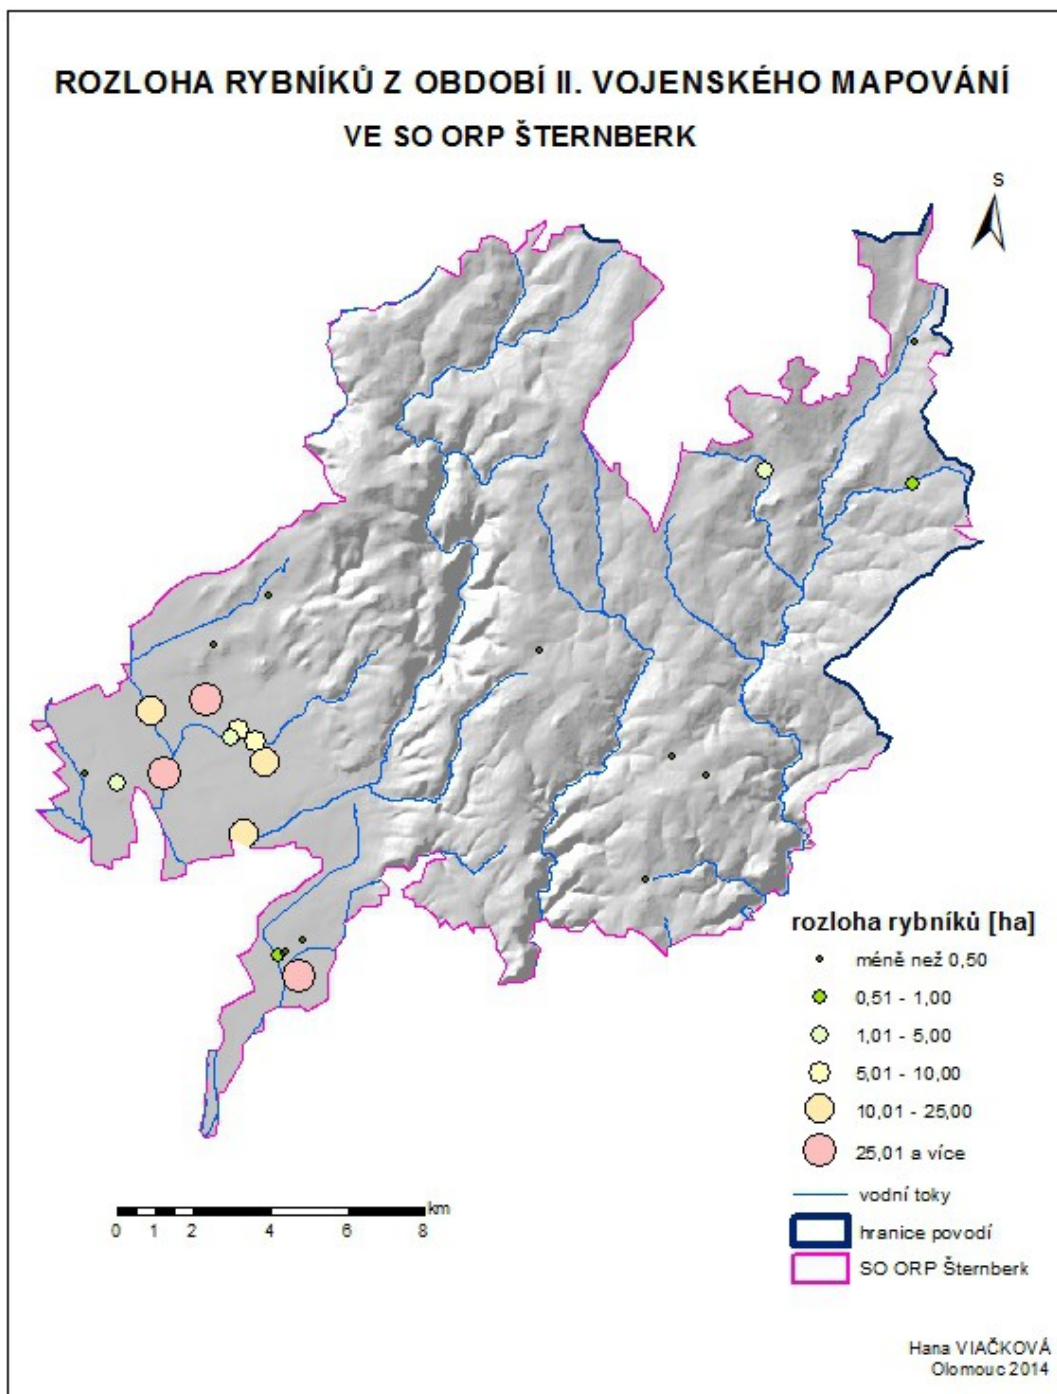 ROZLOHA RYBNÍKŮ Z OBDOBÍ II. VOJENSKÉHO MAPOVÁNÍ
VE SO ORP ŠTERNBERK
S
rozloha rybníků [ha]
méně než 0,50
0,51 - 1,00
1,01 - 5,00
5,01 - 10,00
10,01 - 25,00
25,01 a více
vodní toky
hranice povodí
SO ORP Šternberk
km
0 1 2 4 6 8
Hana VIAČKOVÁ
Olomouc 2014